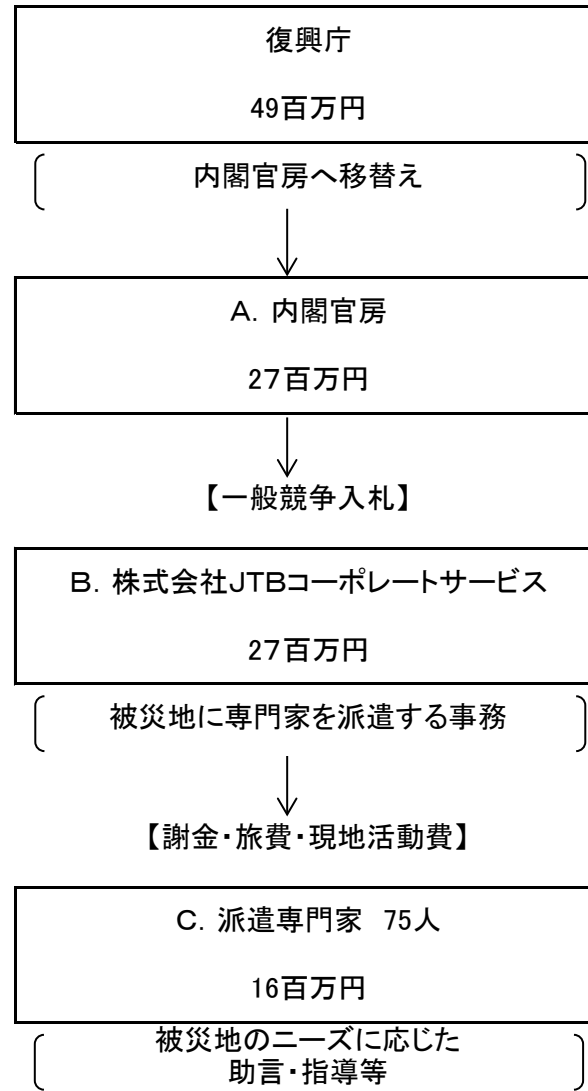 復興庁
49百万円
内閣官房へ移替え
A．内閣官房
27百万円
【一般競争入札】
B．株式会社JTBコーポレートサービス
27百万円
被災地に専門家を派遣する事務
【謝金・旅費・現地活動費】
C．派遣専門家　75人
16百万円
被災地のニーズに応じた
助言・指導等